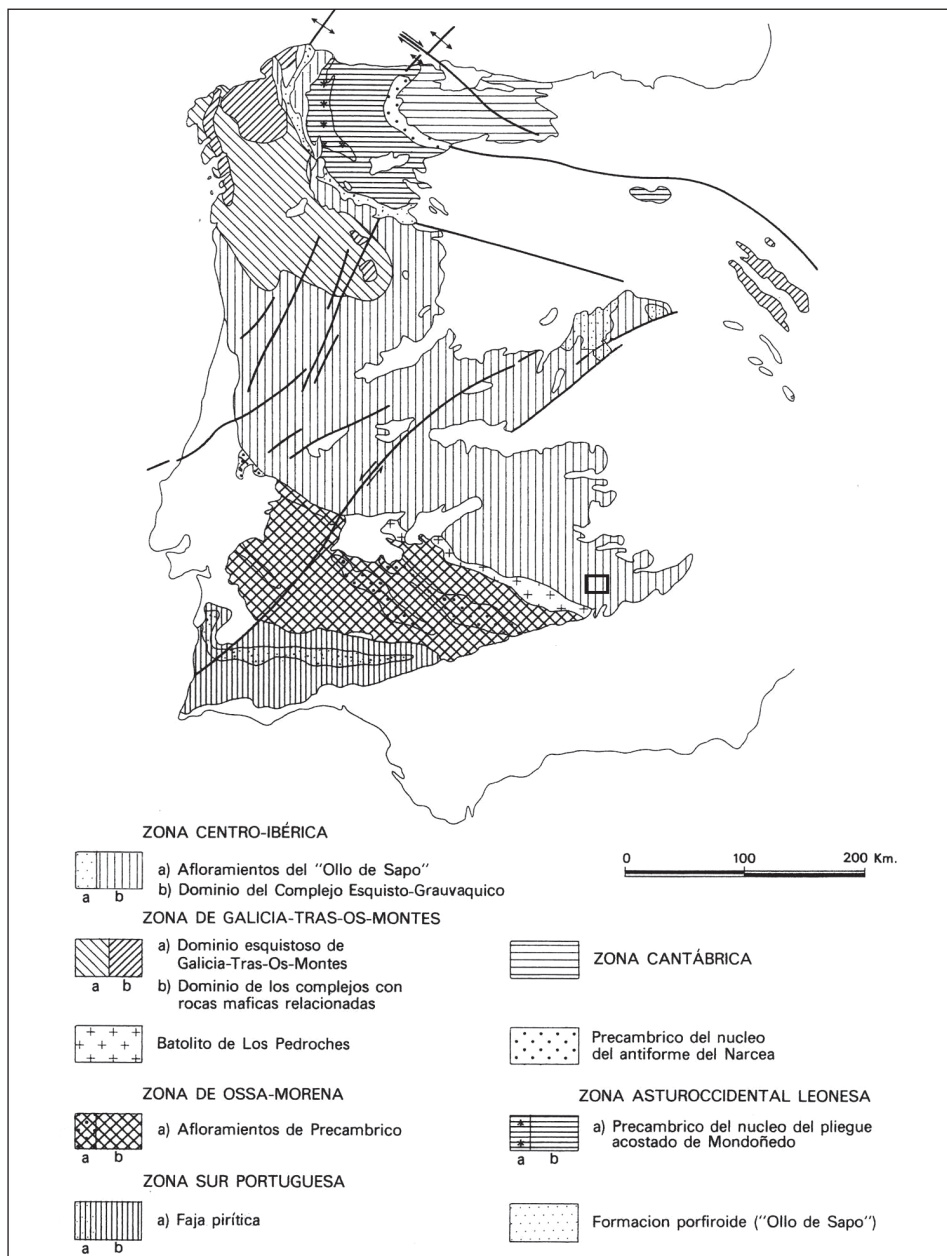 ZONA CENTRO-IBÉRICA
a) Afloramientos del "Ollo de Sapo"
b) Dominio del Complejo Esquisto-Grauvaquico
a b
0 100 200 Km.
ZONA DE GALICIA-TRAS-OS-MONTES
a) Dominio esquistoso de
Galicia-Tras-Os-Montes
b) Dominio de los complejos con
rocas maficas relacionadas
a b
ZONA CANTÁBRICA
Batolito de Los Pedroches
Precambrico del nucleo
del antiforme del Narcea
ZONA DE OSSA-MORENA
a) Afloramientos de Precambrico
a b
ZONA ASTUROCCIDENTAL LEONESA
a) Precambrico del nucleo del pliegue
acostado de Mondoñedo
a b
ZONA SUR PORTUGUESA
a) Faja pirítica
a b
Formacion porfiroide ("Ollo de Sapo")